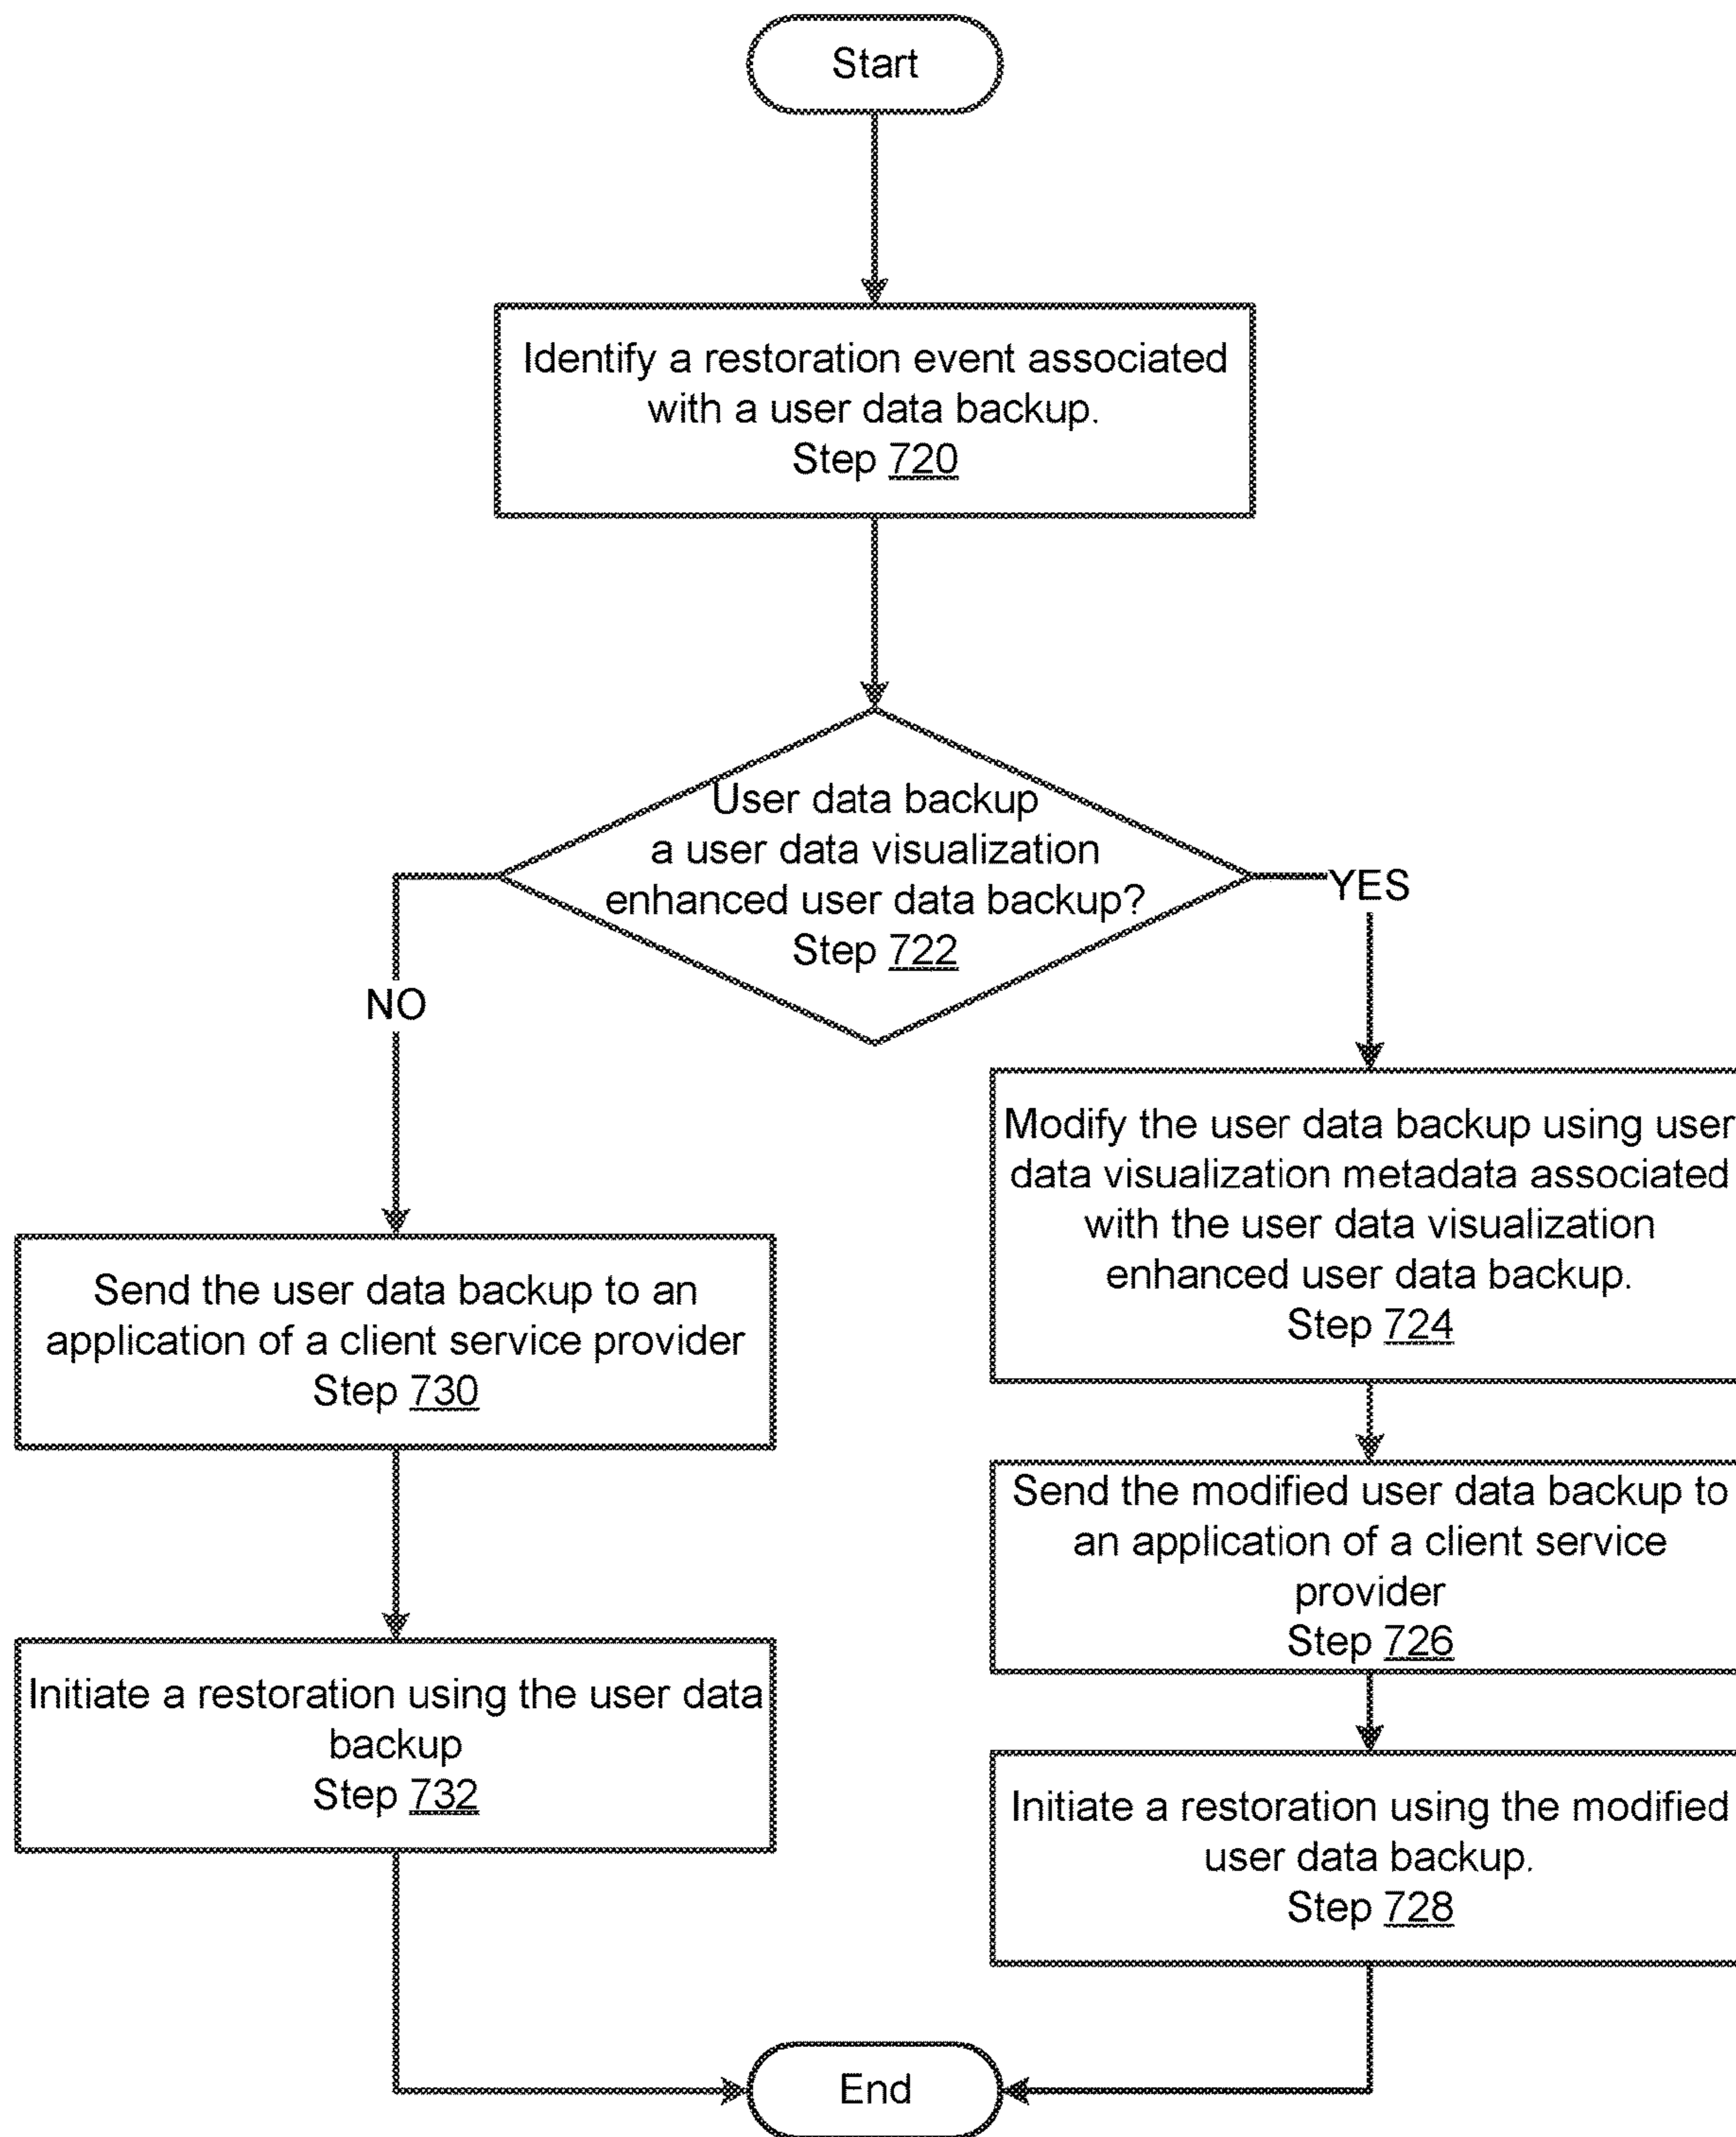 Start
Identify a restoration event associated
with a user data backup.
Step 720
User data backup
a user data visualization
enhanced user data backup?
Step 722
YES
NO
Modify the user data backup using user
data visualization metadata associated
with the user data visualization
enhanced user data backup.
Step 724
Send the user data backup to an
application of a client service provider
Step 730
Send the modified user data backup to
an application of a client service
provider
Step 726
Initiate a restoration using the user data
backup
Step 732
Initiate a restoration using the modified
user data backup.
Step 728
End